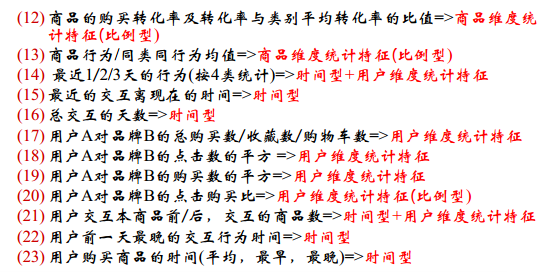 (12) 商品的购买转化率及转化率与类别平均转化率的比值=>商品维度统
计特征(比例型)
(13) 商品行为/同类同行为均值=>商品维度统计特征(比例型)
(14) 最近1/2/3天的行为(按4类统计)=>时间型+用户维度统计特征
(15) 最近的交互离现在的时间=>时间型
(16) 总交互的天数=>时间型
(17) 用户A对品牌B的总购买数/收藏数/购物车数=>用户维度统计特征
(18) 用户A对品牌B的点击数的平方 =>用户维度统计特征
(19) 用户A对品牌B的购买数的平方=>用户维度统计特征
(20) 用户A对品牌B的点击购买比=>用户维度统计特征(比例型)
(21) 用户交互本商品前/后，交互的商品数=>时间型+用户维度统计特征
(22) 用户前一天最晚的交互行为时间=>时间型
(23) 用户购买商品的时间(平均，最早，最晚)=>时间型